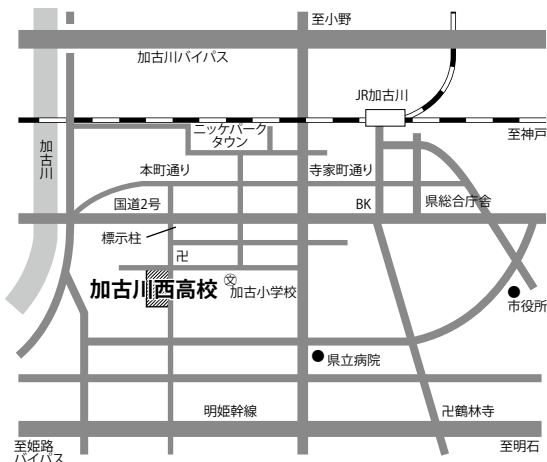 至小野
加古川バイパス
JR加古川
ニッケパーク
タウン
至神戸
加古川
本町通り
寺家町通り
国道2号
BK
県総合庁舎
標示柱
卍
加古川西高校
文
加古小学校
市役所
県立病院
明姫幹線
卍鶴林寺
至姫路
バイパス
至明石